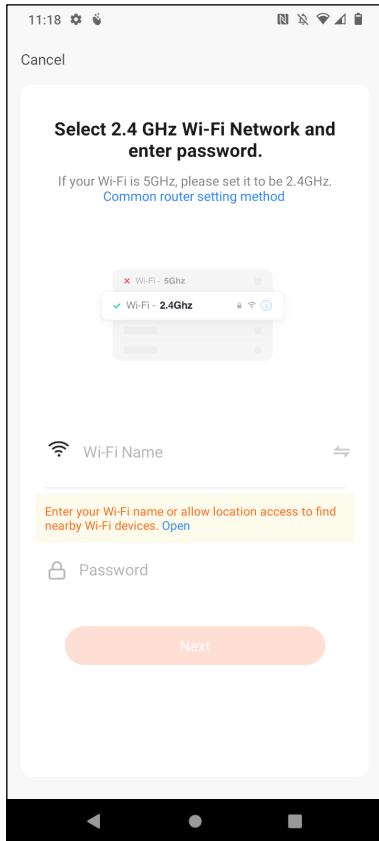 11:18
Cancel
Select 2.4 GHz Wi-Fi Network and
enter password.
If your Wi-Fi is 5GHz, please set it to be 2.4GHz.
Common router setting method
Wi-Fi - 5Ghz
Wi-Fi - 2.4Ghz
Wi-Fi Name
Enter your Wi-Fi name or allow location access to find
nearby Wi-Fi devices. Open
Password
Next